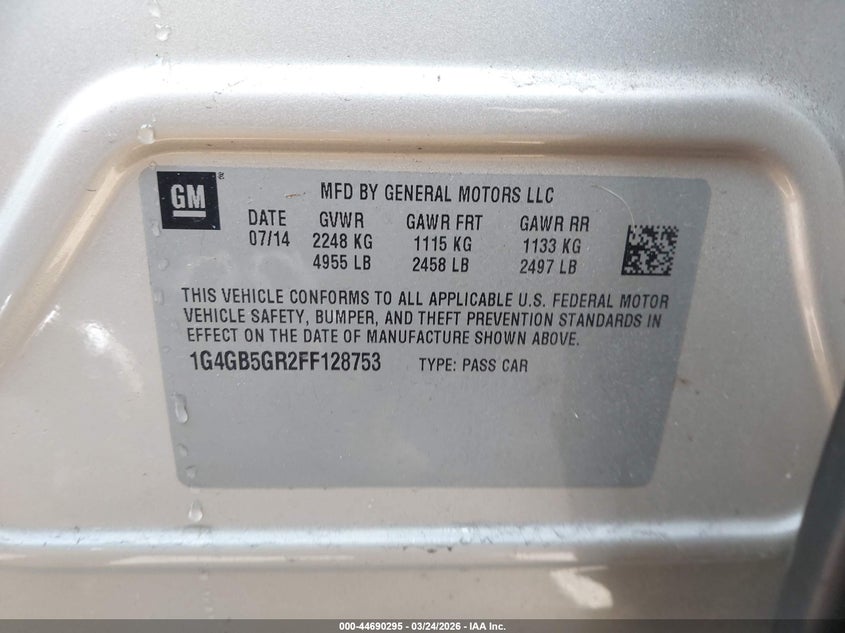 GM
MFD BY GENERAL MOTORS LLC
DATE GVWR GAWR FRT GAWR RR
07/14 2248 KG 1115 KG 1133 KG
4955 LB 2458 LB 2497 LB
THIS VEHICLE CONFORMS TO ALL APPLICABLE U.S. FEDERAL MOTOR
VEHICLE SAFETY, BUMPER, AND THEFT PREVENTION STANDARDS IN
EFFECT ON THE DATE OF MANUFACTURE SHOWN ABOVE.
1G4GB5GR2FF128753 TYPE: PASS CAR
000-44690295 - 03/24/2026 - IAA Inc.